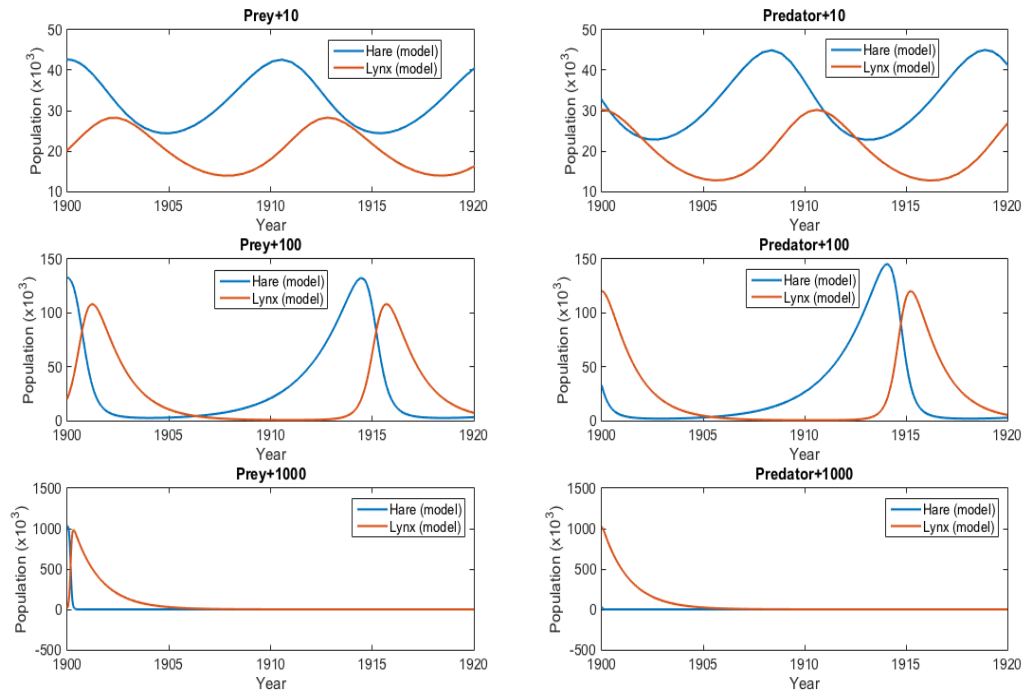 Prey+10
Population (x10^3)
50
40
30
20
10
Hare (model)
Lynx (model)
1900 1905 1910 1915 1920
Year
Predator+10
Population (x10^3)
50
40
30
20
10
Hare (model)
Lynx (model)
1900 1905 1910 1915 1920
Year
Prey+100
Population (x10^3)
150
100
50
0
Hare (model)
Lynx (model)
1900 1905 1910 1915 1920
Year
Predator+100
Population (x10^3)
150
100
50
0
Hare (model)
Lynx (model)
1900 1905 1910 1915 1920
Year
Prey+1000
Population (x10^3)
1500
1000
500
0
-500
Hare (model)
Lynx (model)
1900 1905 1910 1915 1920
Year
Predator+1000
Population (x10^3)
1500
1000
500
0
-500
Hare (model)
Lynx (model)
1900 1905 1910 1915 1920
Year